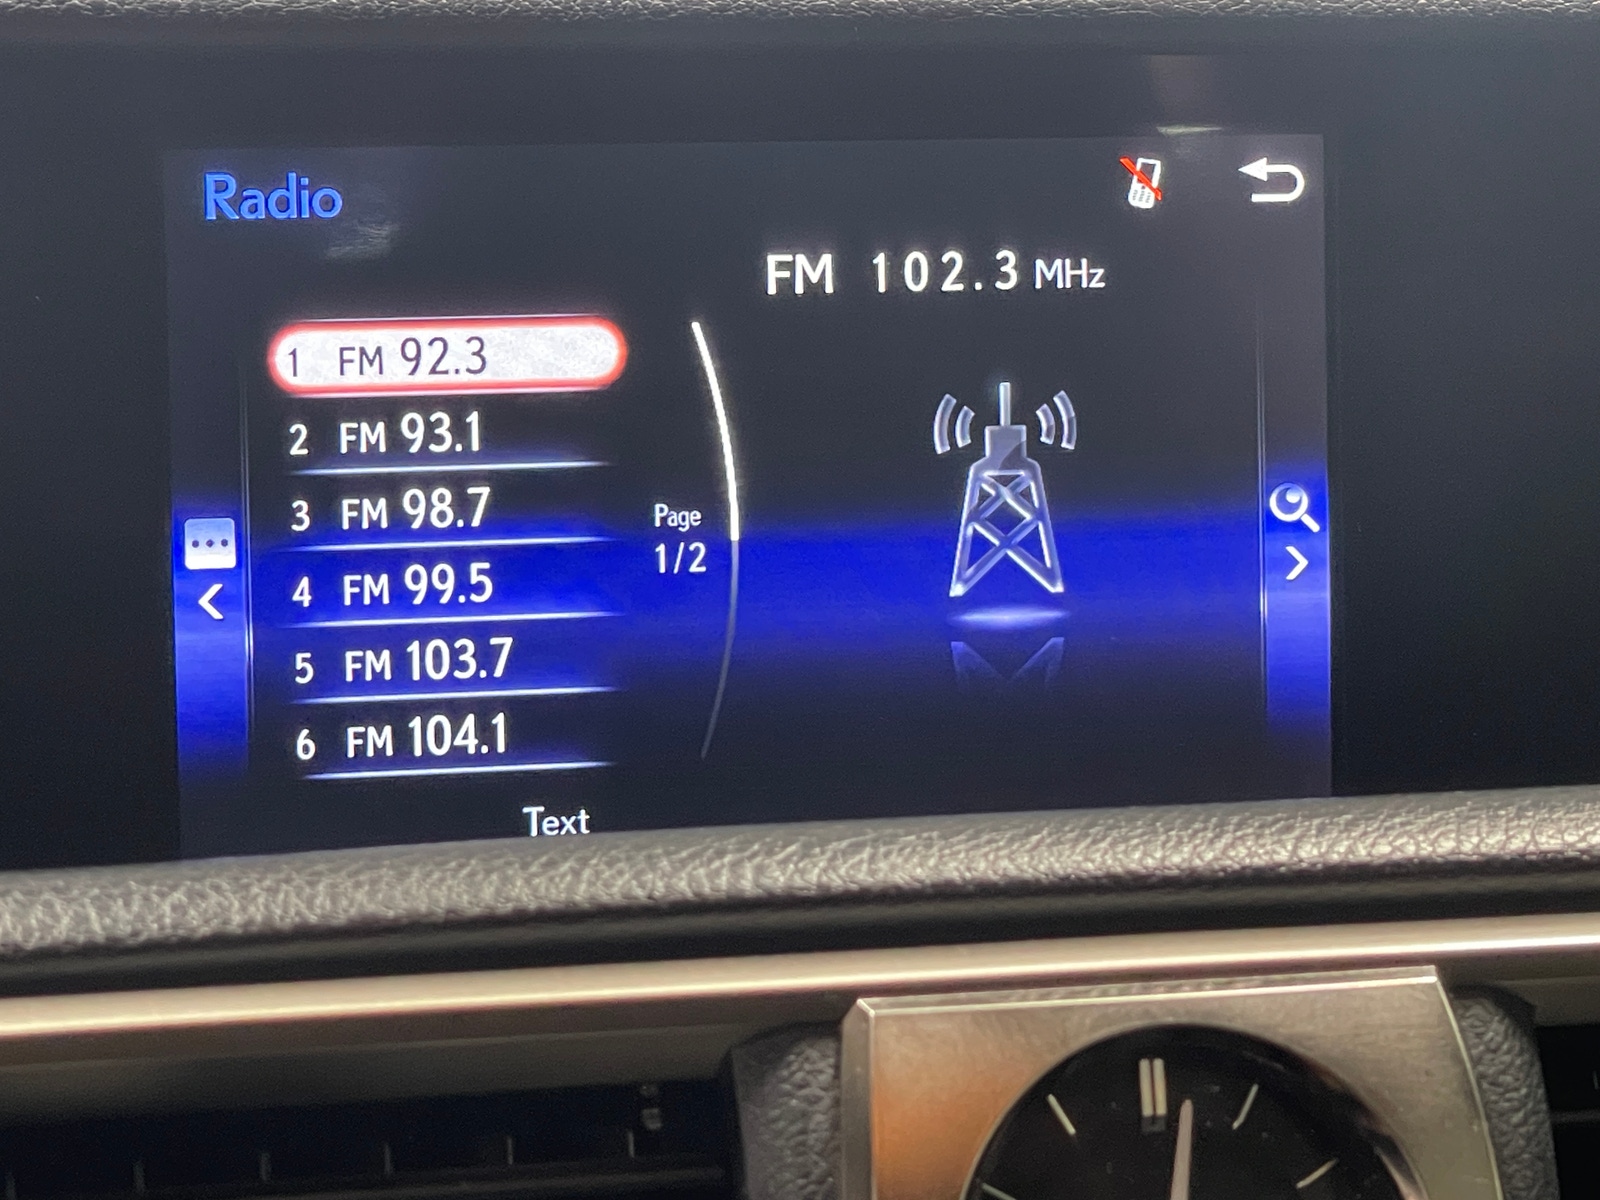 Radio
FM 102.3 MHz
1 FM 92.3
2 FM 93.1
3 FM 98.7
4 FM 99.5
5 FM 103.7
6 FM 104.1
Page
1/2
Text